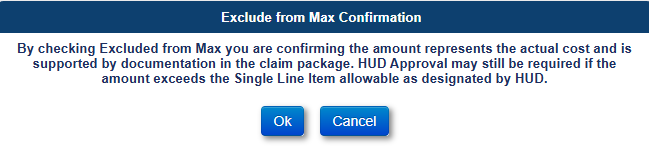 Exclude from Max Confirmation
By checking Excluded from Max you are confirming the amount represents the actual cost and is
supported by documentation in the claim package. HUD Approval may still be required if the
amount exceeds the Single Line Item allowable as designated by HUD.
Ok Cancel